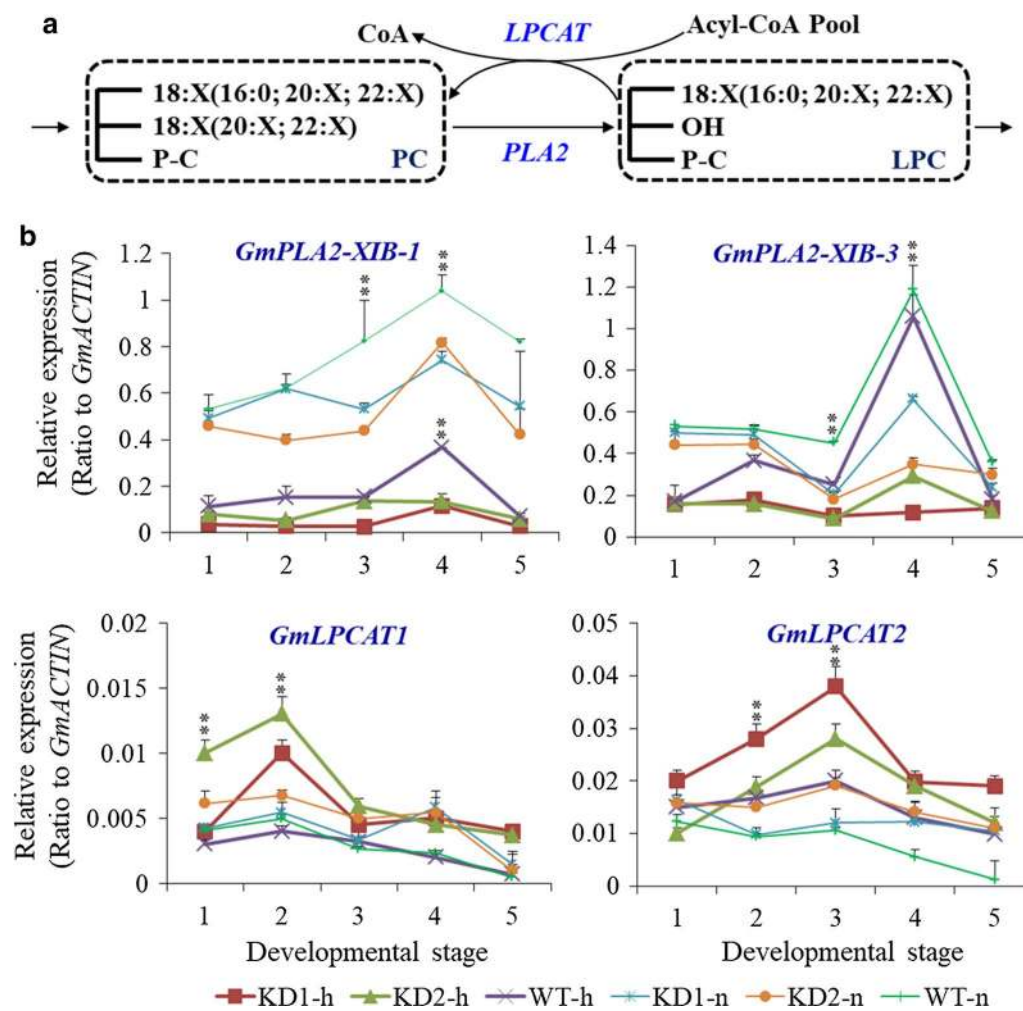 a
CoA
LPCAT
Acyl-CoA Pool
18:X(16:0; 20:X; 22:X)
18:X(20:X; 22:X)
P-C
PC
PLA2
18:X(16:0; 20:X; 22:X)
OH
P-C
LPC
b
GmPLA2-XIB-1
Relative expression
(Ratio to GmACTIN)
1.2
1
0.8
0.6
0.4
0.2
0
**
**
**
1 2 3 4 5
GmPLA2-XIB-3
1.4
1.2
1
0.8
0.6
0.4
0.2
0
**
**
1 2 3 4 5
GmLPCAT1
Relative expression
(Ratio to GmACTIN)
0.02
0.015
0.01
0.005
0
**
**
1 2 3 4 5
Developmental stage
GmLPCAT2
0.05
0.04
0.03
0.02
0.01
0
**
**
1 2 3 4 5
Developmental stage
KD1-h KD2-h WT-h KD1-n KD2-n WT-n